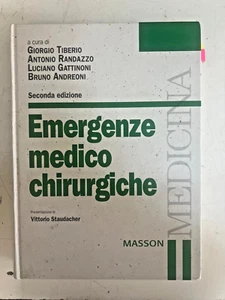 a cura di
GIORGIO TIBERIO
ANTONIO RANDAZZO
LUCIANO GATTINONI
BRUNO ANDREONI
Seconda edizione
Emergenze
medico
chirurgiche
Presentazione di
Vittorio Staudacher
MASSON
MEDICINA